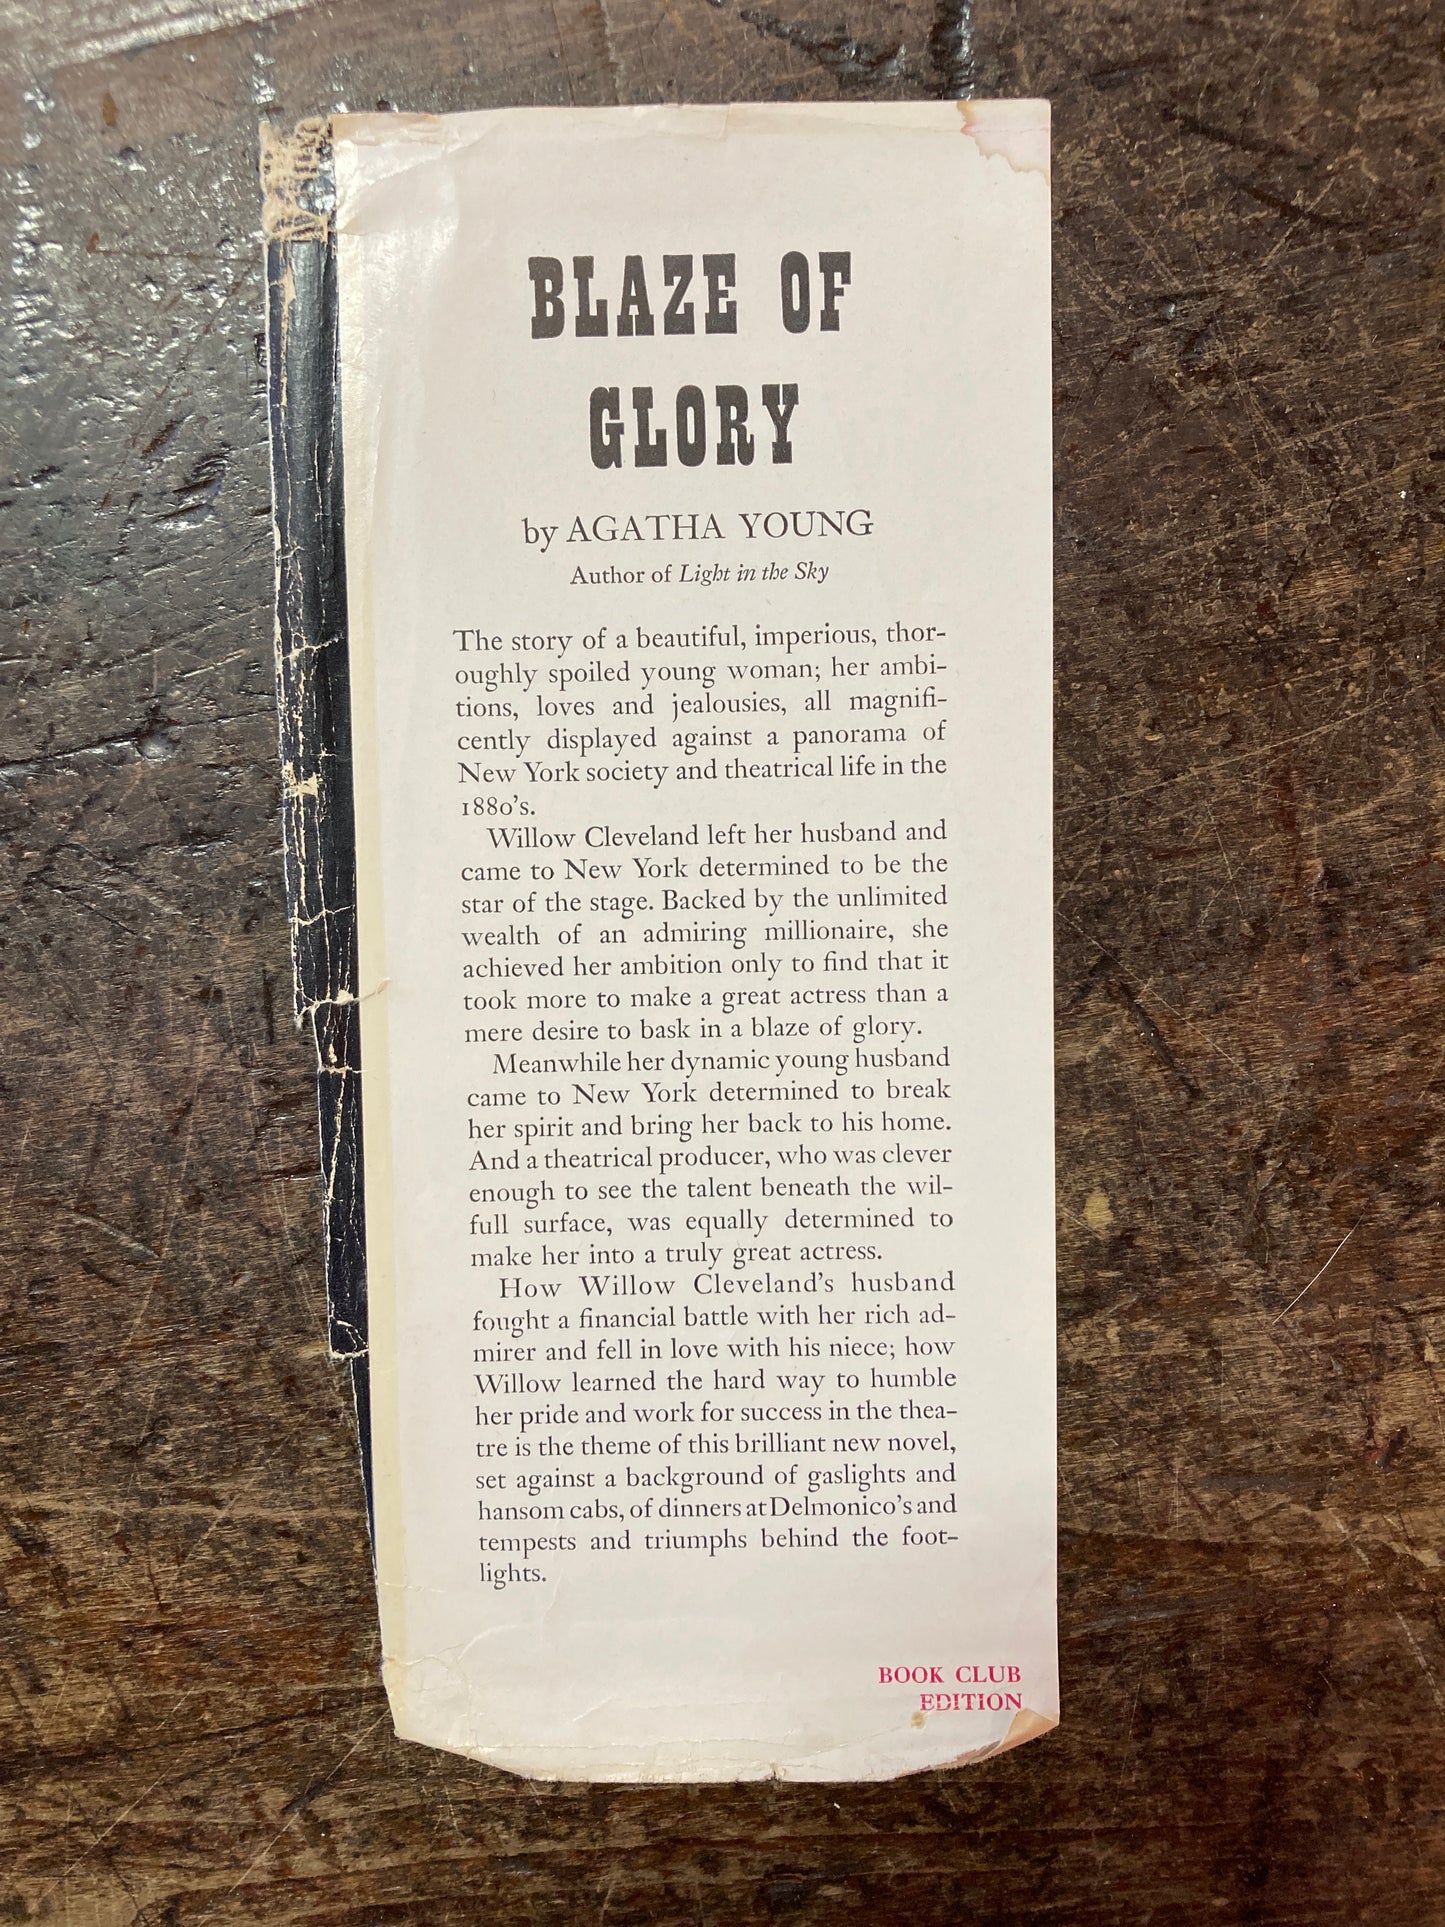 BLAZE OF
GLORY
by AGATHA YOUNG
Author of Light in the Sky
The story of a beautiful, imperious, thor-
oughly spoiled young woman; her ambi-
tions, loves and jealousies, all magnifi-
cently displayed against a panorama of
New York society and theatrical life in the
1880's.
Willow Cleveland left her husband and
came to New York determined to be the
star of the stage. Backed by the unlimited
wealth of an admiring millionaire, she
achieved her ambition only to find that it
took more to make a great actress than a
mere desire to bask in a blaze of glory.
Meanwhile her dynamic young husband
came to New York determined to break
her spirit and bring her back to his home.
And a theatrical producer, who was clever
enough to see the talent beneath the wil-
full surface, was equally determined to
make her into a truly great actress.
How Willow Cleveland's husband
fought a financial battle with her rich ad-
mirer and fell in love with his niece; how
Willow learned the hard way to humble
her pride and work for success in the thea-
tre is the theme of this brilliant new novel,
set against a background of gaslights and
hansom cabs, of dinners at Delmonico's and
tempests and triumphs behind the foot-
lights.
BOOK CLUB
EDITION